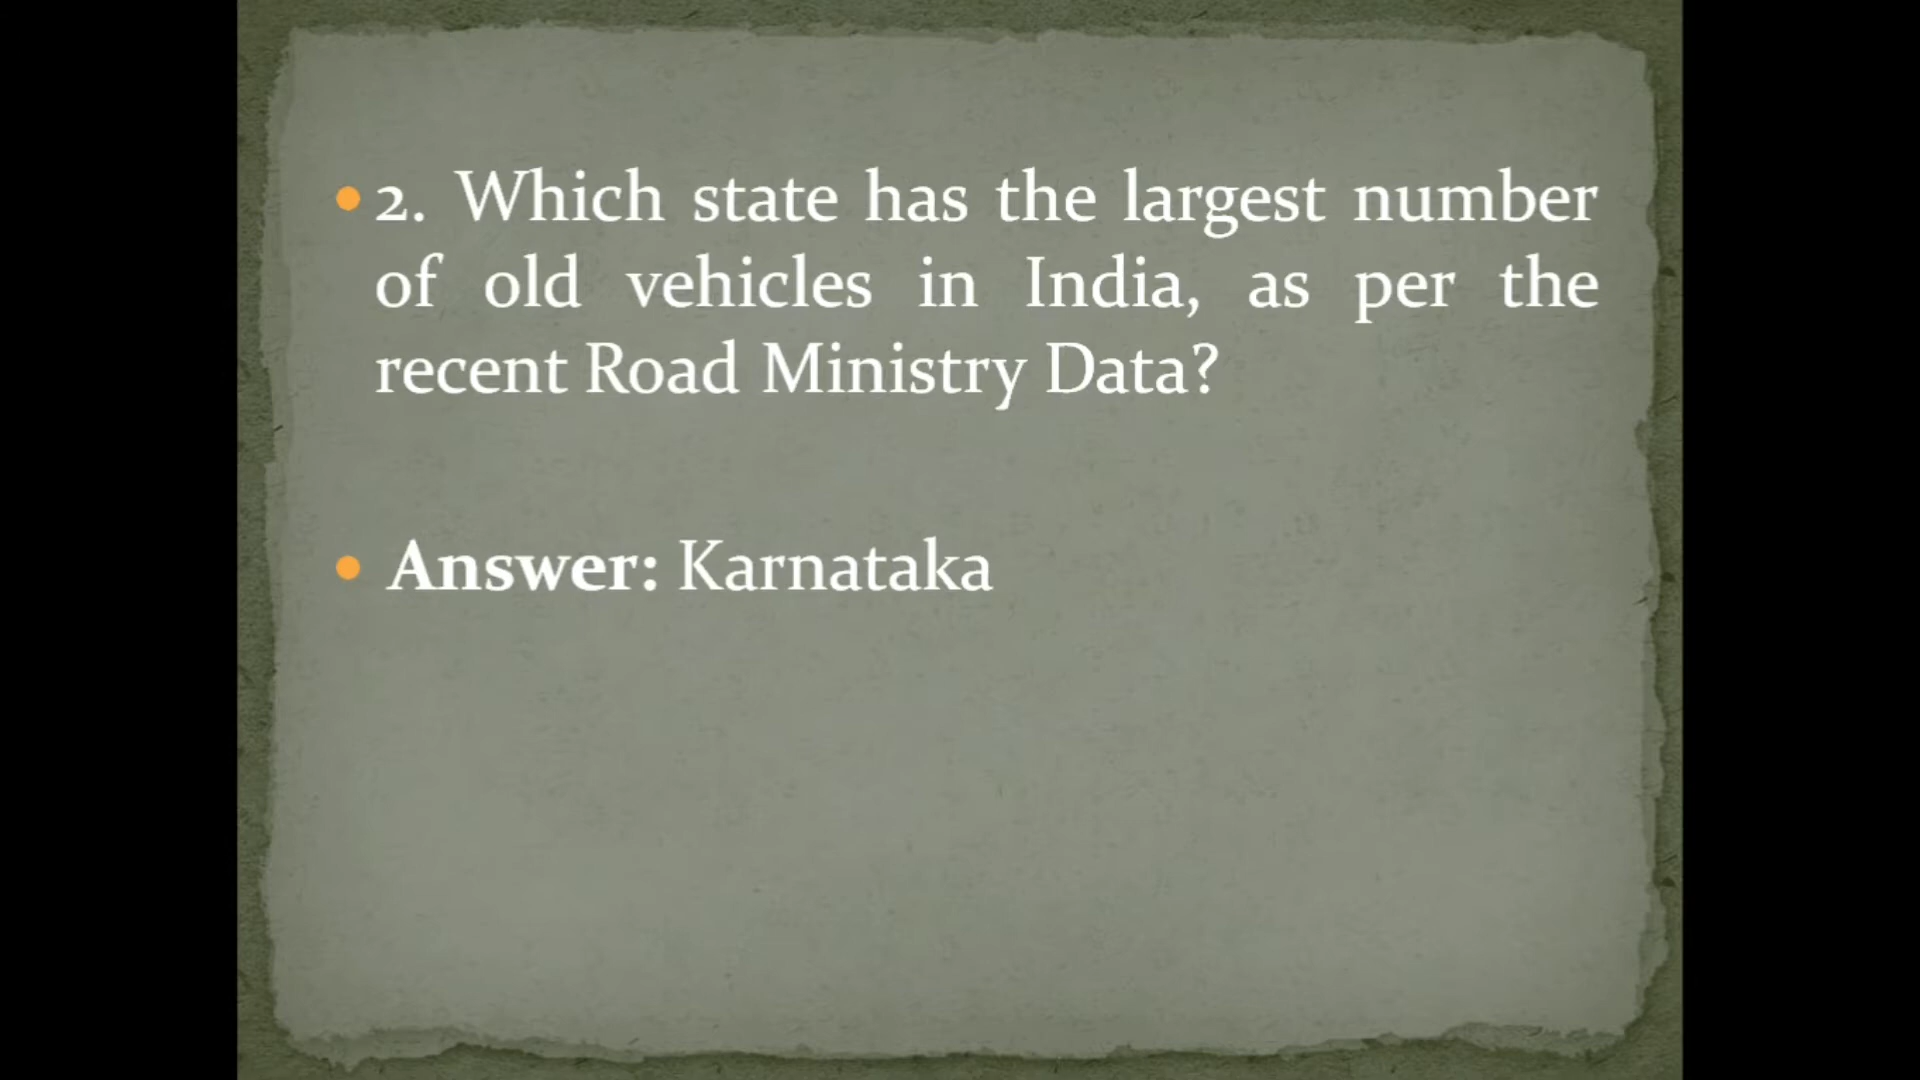 • 2. Which state has the largest number
of old vehicles in India, as per the
recent Road Ministry Data?
• Answer: Karnataka